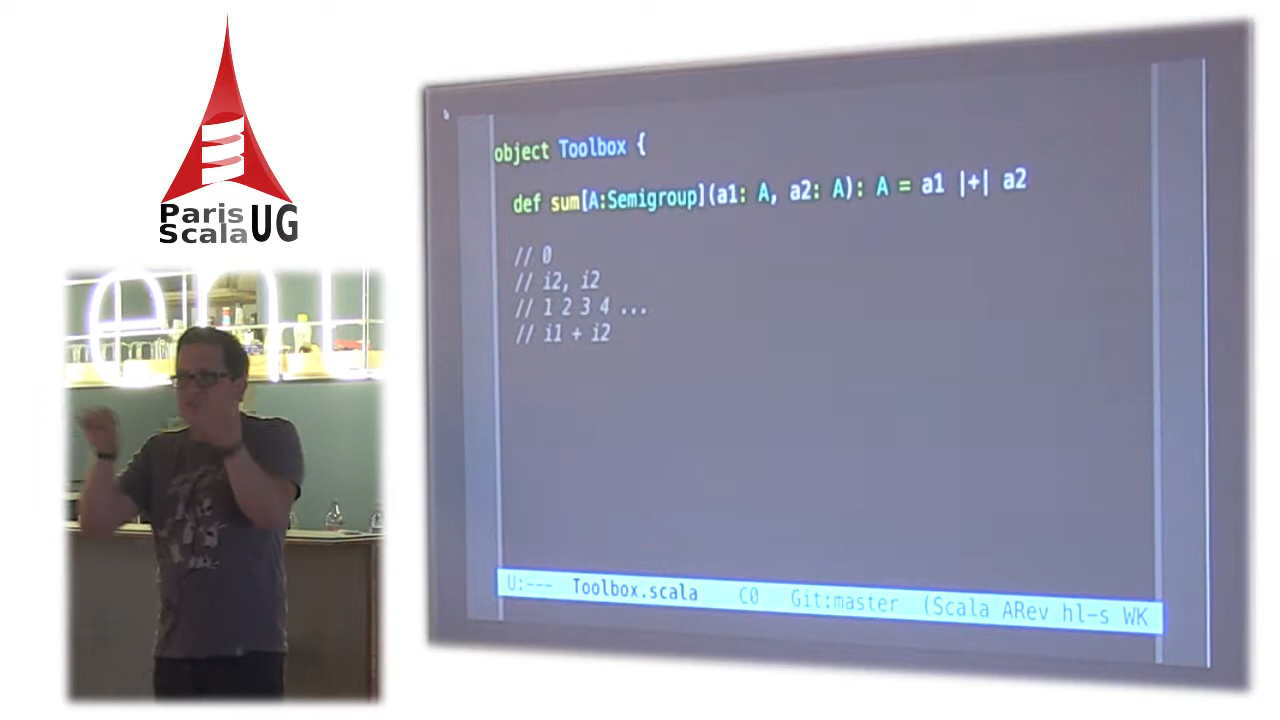 Paris
Scala UG
object Toolbox {
def sum[A:Semigroup](a1: A, a2: A): A = a1 |+| a2
// 0
// i2, i2
// 1 2 3 4 ...
// i1 + i2
U:--- Toolbox.scala C0 Git:master (Scala ARev hl-s WK